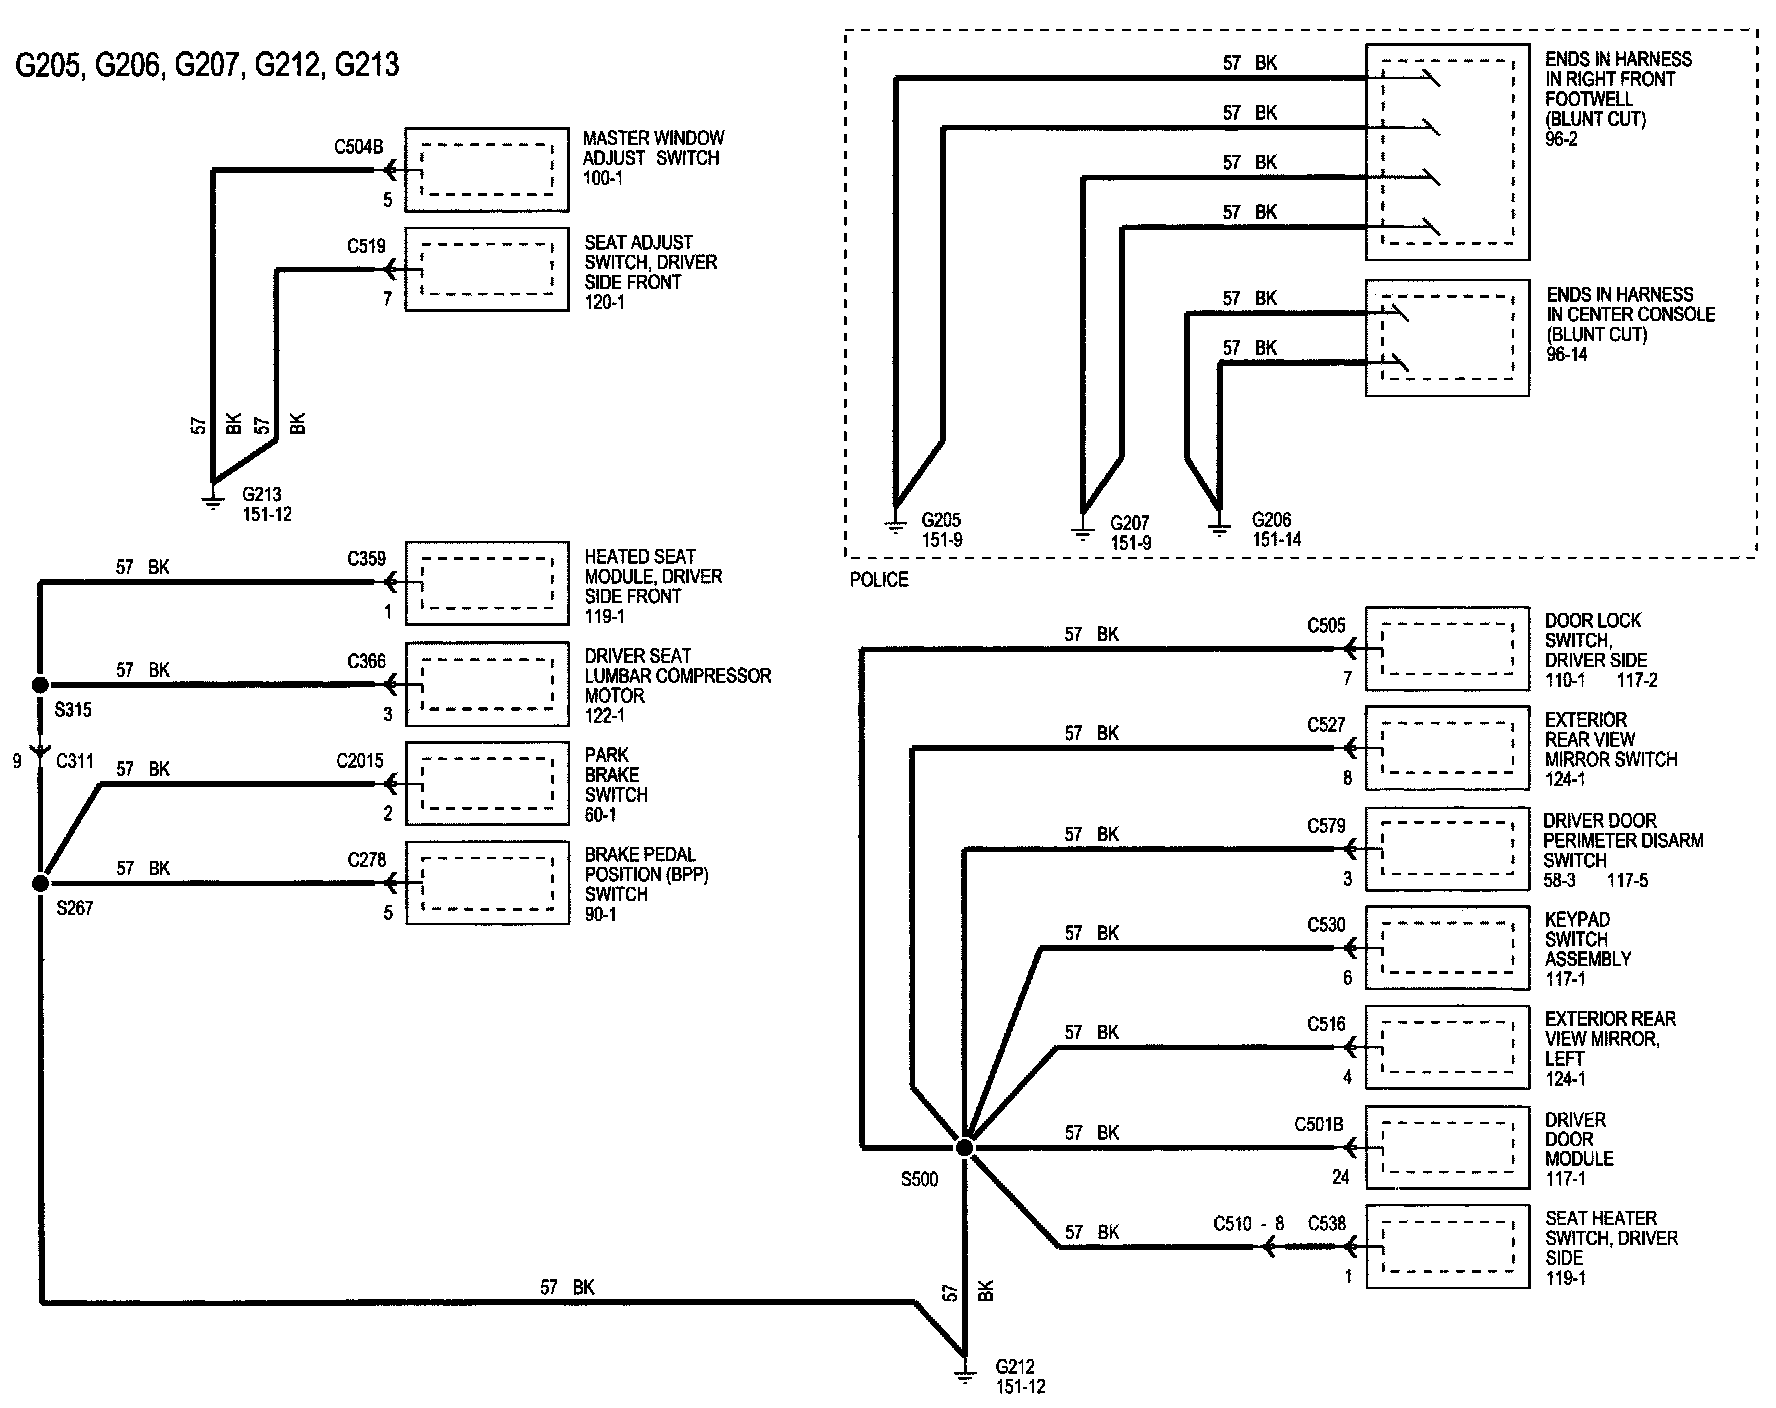 G205, G206, G207, G212, G213
C504B
5
MASTER WINDOW
ADJUST SWITCH
100-1
C519
7
SEAT ADJUST
SWITCH, DRIVER
SIDE FRONT
120-1
57
BK
57
BK
G213
151-12
57 BK
57 BK
57 BK
57 BK
ENDS IN HARNESS
IN RIGHT FRONT
FOOTWELL
(BLUNT CUT)
96-2
57 BK
57 BK
ENDS IN HARNESS
IN CENTER CONSOLE
(BLUNT CUT)
96-14
G205
151-9
G207
151-9
G206
151-14
POLICE
57 BK
C359
1
HEATED SEAT
MODULE, DRIVER
SIDE FRONT
119-1
57 BK
C366
3
DRIVER SEAT
LUMBAR COMPRESSOR
MOTOR
122-1
S315
9
C311
57 BK
C2015
2
PARK
BRAKE
SWITCH
60-1
57 BK
C278
5
BRAKE PEDAL
POSITION (BPP)
SWITCH
90-1
S267
57 BK
C505
7
DOOR LOCK
SWITCH,
DRIVER SIDE
110-1 117-2
57 BK
C527
8
EXTERIOR
REAR VIEW
MIRROR SWITCH
124-1
57 BK
C579
3
DRIVER DOOR
PERIMETER DISARM
SWITCH
58-3 117-5
57 BK
C530
6
KEYPAD
SWITCH
ASSEMBLY
117-1
57 BK
C516
4
EXTERIOR REAR
VIEW MIRROR,
LEFT
124-1
57 BK
C501B
24
DRIVER
DOOR
MODULE
117-1
S500
57 BK
C510 - 8
C538
1
SEAT HEATER
SWITCH, DRIVER
SIDE
119-1
57 BK
57
BK
G212
151-12